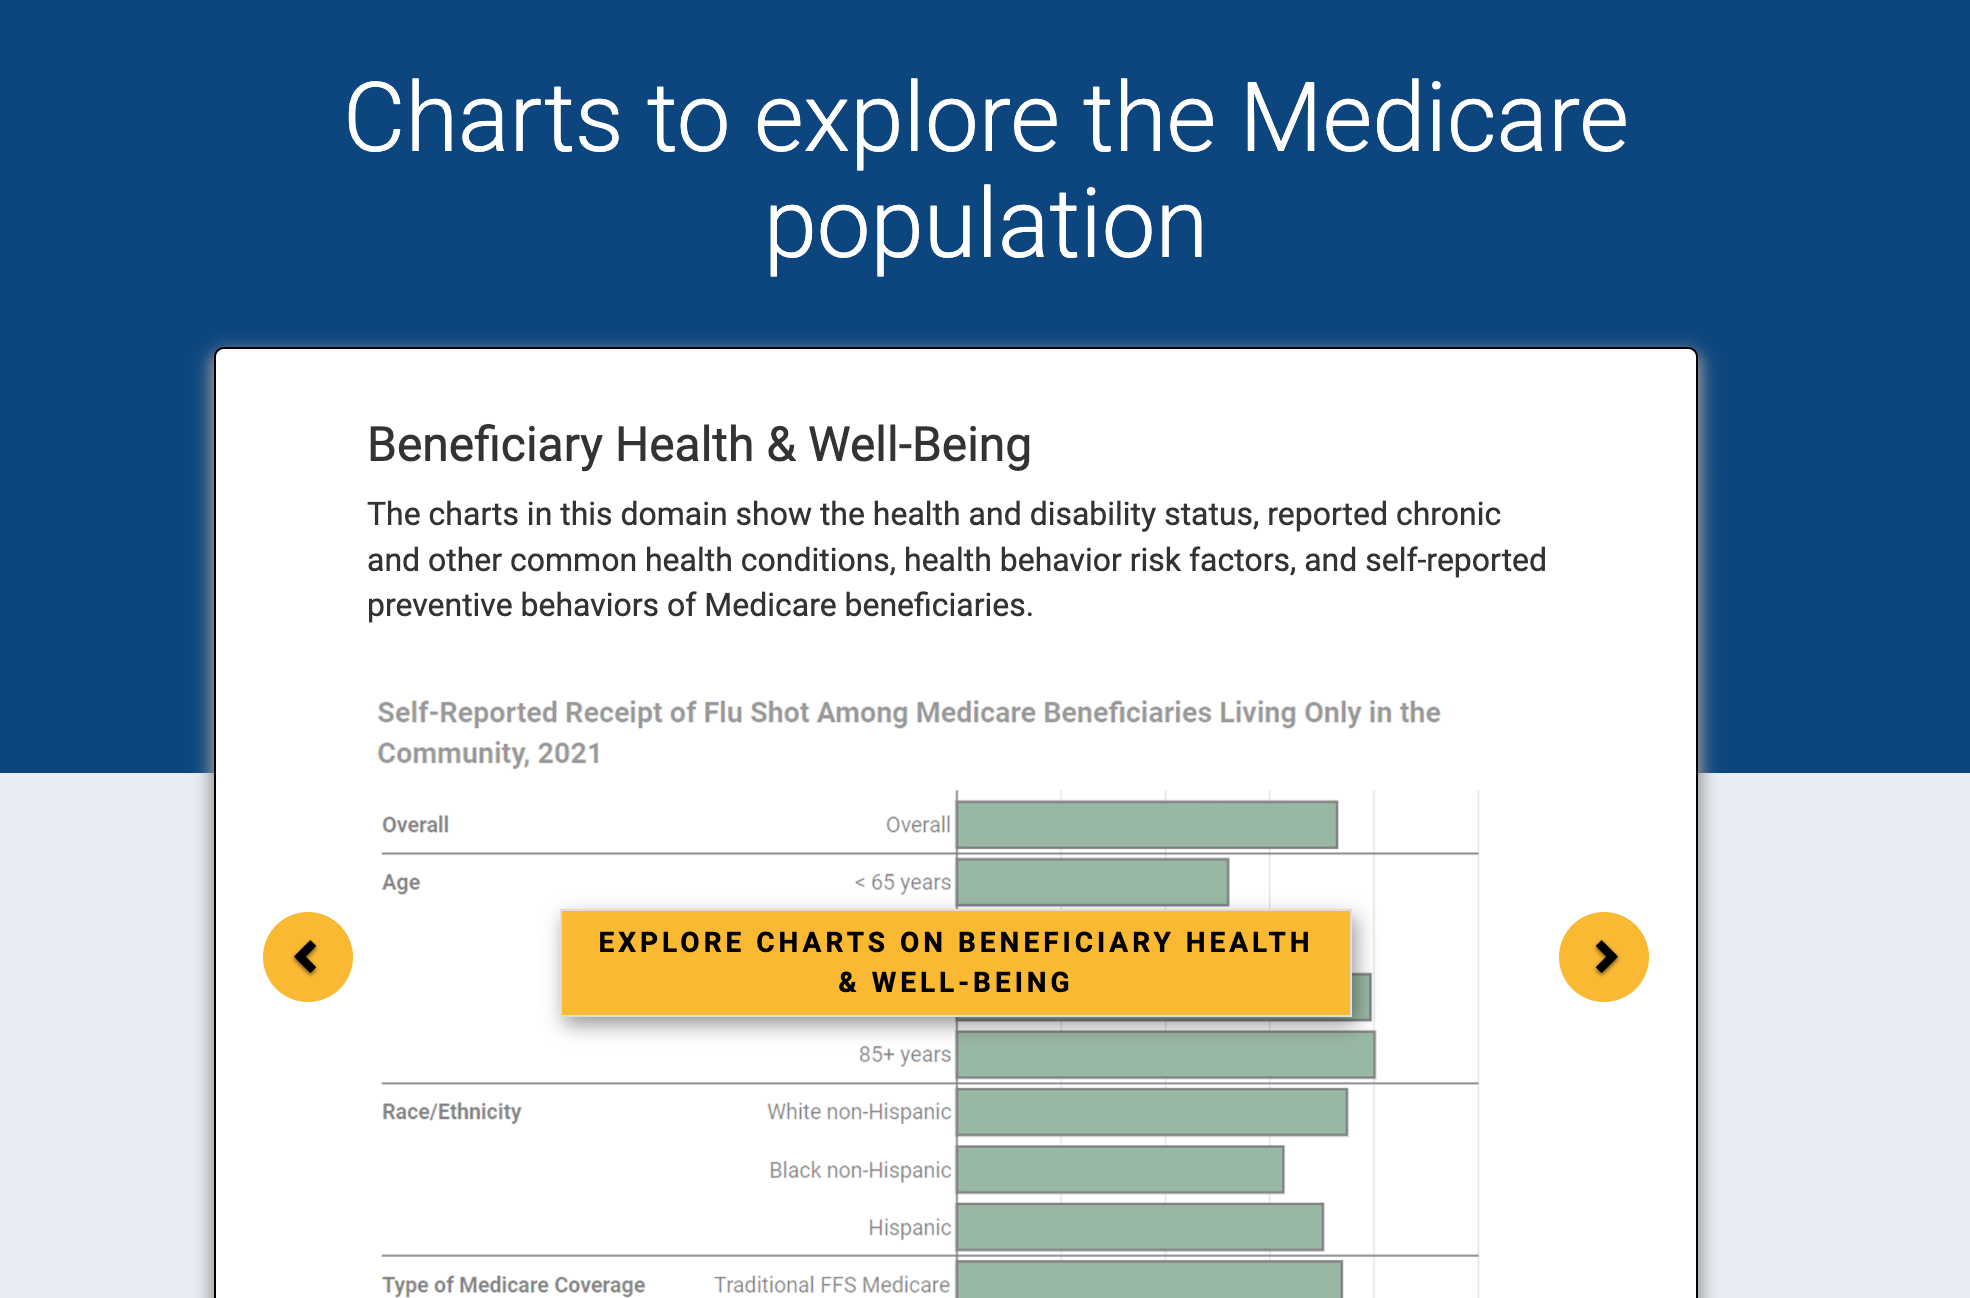 Charts to explore the Medicare
population
Beneficiary Health & Well-Being
The charts in this domain show the health and disability status, reported chronic
and other common health conditions, health behavior risk factors, and self-reported
preventive behaviors of Medicare beneficiaries.
Self-Reported Receipt of Flu Shot Among Medicare Beneficiaries Living Only in the
Community, 2021
Overall Overall
Age < 65 years
EXPLORE CHARTS ON BENEFICIARY HEALTH
& WELL-BEING
85+ years
Race/Ethnicity White non-Hispanic
Black non-Hispanic
Hispanic
Type of Medicare Coverage Traditional FFS Medicare